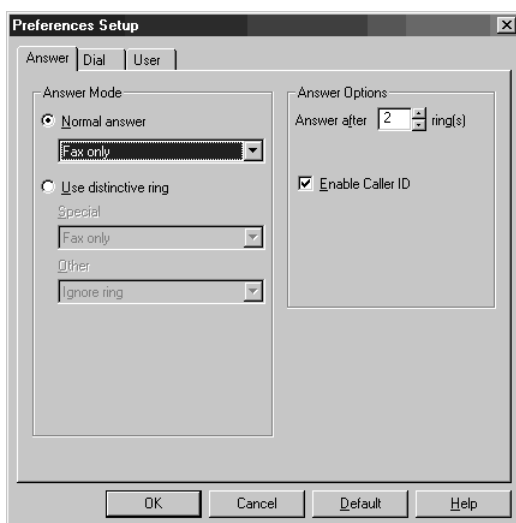 Preferences Setup
Answer Dial User
Answer Mode
Normal answer
Fax only
Use distinctive ring
Special
Fax only
Other
Ignore ring
Answer Options
Answer after 2 ring(s)
Enable Caller ID
OK Cancel Default Help